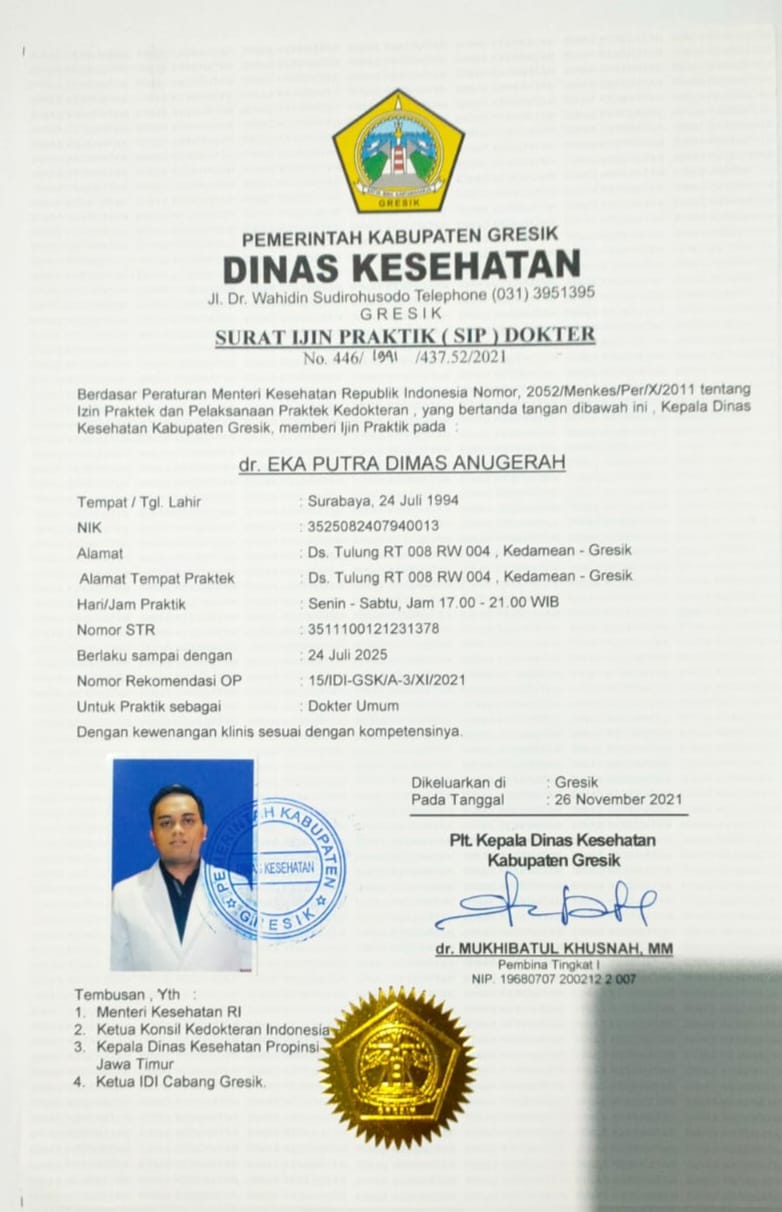 GRESIK
PEMERINTAH KABUPATEN GRESIK
DINAS KESEHATAN
Jl. Dr. Wahidin Sudirohusodo Telephone (031) 3951395
G R E S I K
SURAT IJIN PRAKTIK ( SIP ) DOKTER
No. 446/ 1991 /437.52/2021
Berdasar Peraturan Menteri Kesehatan Republik Indonesia Nomor, 2052/Menkes/Per/X/2011 tentang
Izin Praktek dan Pelaksanaan Praktek Kedokteran , yang bertanda tangan dibawah ini , Kepala Dinas
Kesehatan Kabupaten Gresik, memberi Ijin Praktik pada :
dr. EKA PUTRA DIMAS ANUGERAH
Tempat / Tgl. Lahir : Surabaya, 24 Juli 1994
NIK : 3525082407940013
Alamat : Ds. Tulung RT 008 RW 004 , Kedamean - Gresik
Alamat Tempat Praktek : Ds. Tulung RT 008 RW 004 , Kedamean - Gresik
Hari/Jam Praktik : Senin - Sabtu, Jam 17.00 - 21.00 WIB
Nomor STR : 3511100121231378
Berlaku sampai dengan : 24 Juli 2025
Nomor Rekomendasi OP : 15/IDI-GSK/A-3/XI/2021
Untuk Praktik sebagai : Dokter Umum
Dengan kewenangan klinis sesuai dengan kompetensinya.
Dikeluarkan di : Gresik
Pada Tanggal : 26 November 2021
Plt. Kepala Dinas Kesehatan
Kabupaten Gresik
PEMERINTAH KABUPATEN
KESEHATAN
GRESIK
dr. MUKHIBATUL KHUSNAH, MM
Pembina Tingkat I
NIP. 19680707 200212 2 007
Tembusan , Yth :
1. Menteri Kesehatan RI
2. Ketua Konsil Kedokteran Indonesia
3. Kepala Dinas Kesehatan Propinsi
Jawa Timur
4. Ketua IDI Cabang Gresik.
GRESIK